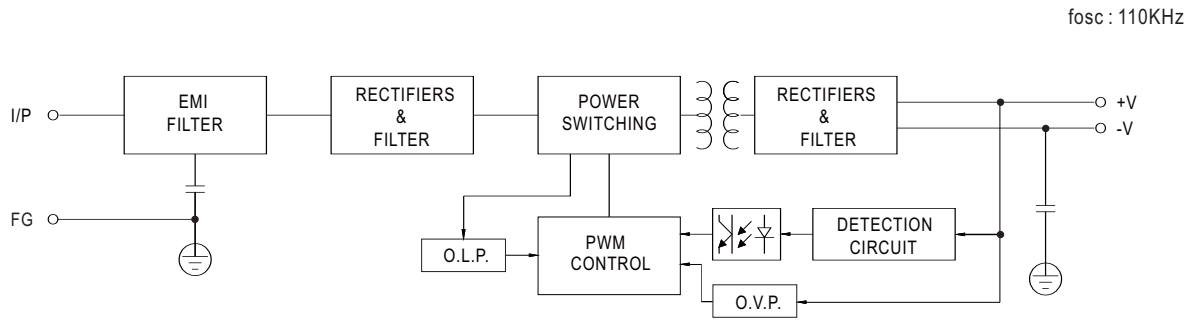 fosc : 110KHz
I/P
EMI
FILTER
RECTIFIERS
&
FILTER
POWER
SWITCHING
RECTIFIERS
&
FILTER
+V
-V
FG
O.L.P.
PWM
CONTROL
DETECTION
CIRCUIT
O.V.P.